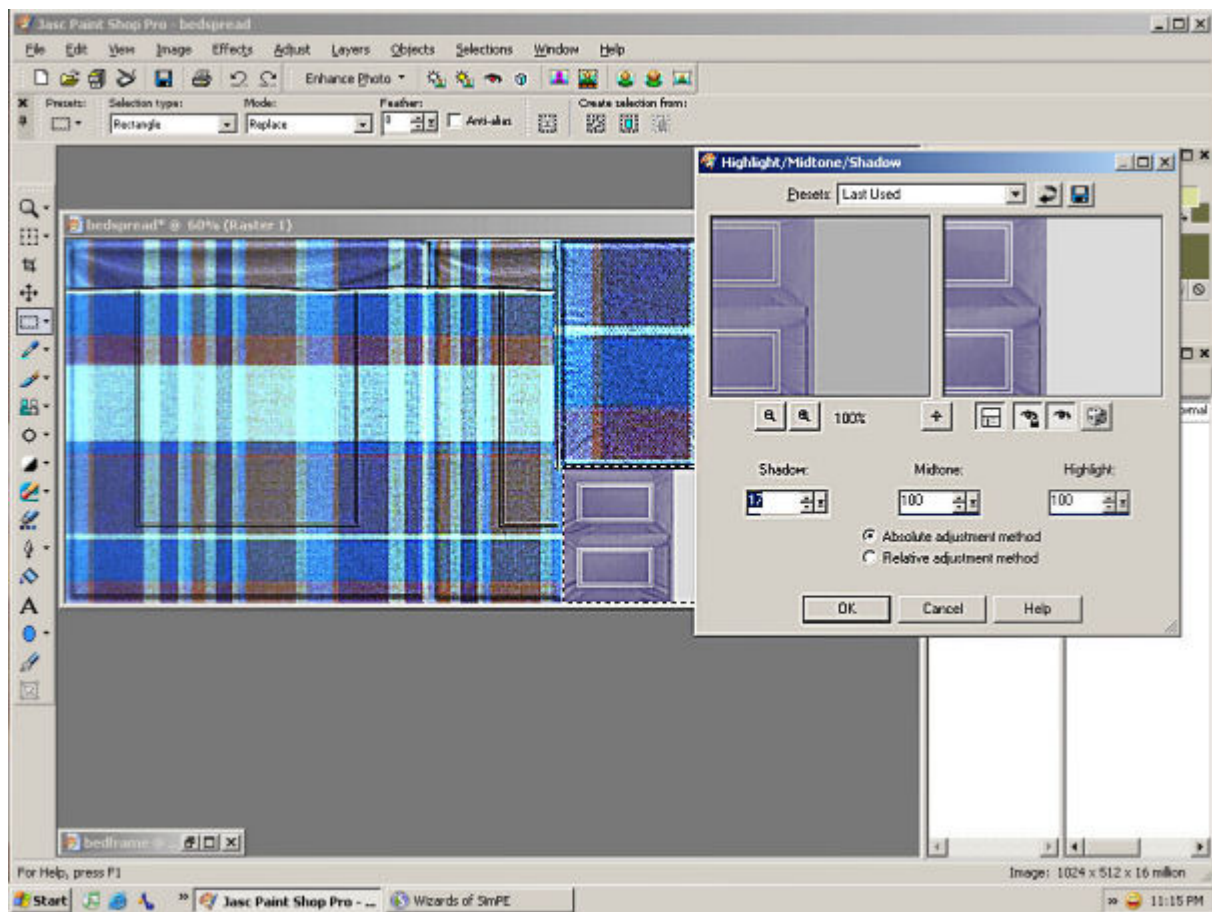 Jasc Paint Shop Pro - bedspread
File Edit View Image Effects Adjust Layers Objects Selections Window Help
Enhance Photo
Presets: Selection type: Mode: Feather: Create selection from:
Rectangle Replace 0 Anti-alias
Highlight/Midtone/Shadow
Presets: Last Used
bedspread* @ 60% (Raster 1)
100%
Shadow: Midtone: Highlight:
100 100
Absolute adjustment method
Relative adjustment method
OK Cancel Help
bedframe
For Help, press F1
Image: 1024 x 512 x 16 million
Start Jasc Paint Shop Pro - ... Wizards of SimPE 11:15 PM